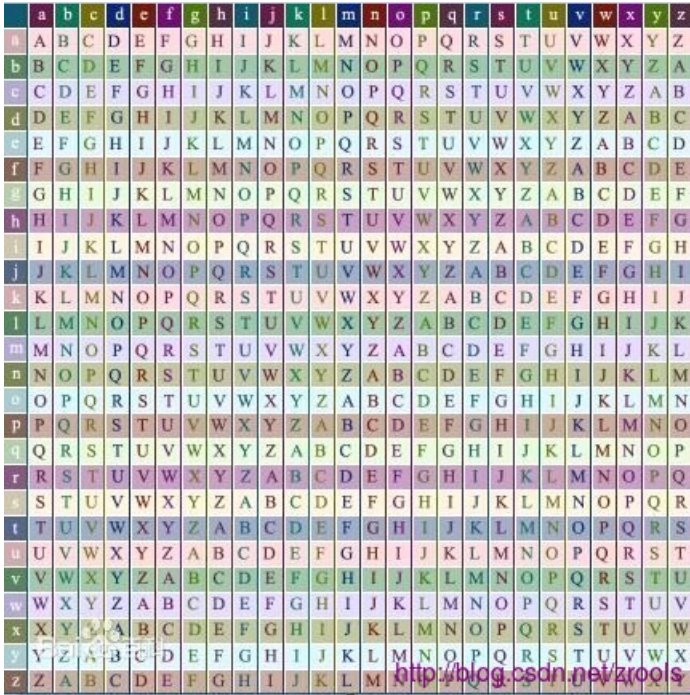 a b c d e f g h i j k l m n o p q r s t u v w x y z
a A B C D E F G H I J K L M N O P Q R S T U V W X Y Z
b B C D E F G H I J K L M N O P Q R S T U V W X Y Z A
c C D E F G H I J K L M N O P Q R S T U V W X Y Z A B
d D E F G H I J K L M N O P Q R S T U V W X Y Z A B C
e E F G H I J K L M N O P Q R S T U V W X Y Z A B C D
f F G H I J K L M N O P Q R S T U V W X Y Z A B C D E
g G H I J K L M N O P Q R S T U V W X Y Z A B C D E F
h H I J K L M N O P Q R S T U V W X Y Z A B C D E F G
i I J K L M N O P Q R S T U V W X Y Z A B C D E F G H
j J K L M N O P Q R S T U V W X Y Z A B C D E F G H I
k K L M N O P Q R S T U V W X Y Z A B C D E F G H I J
l L M N O P Q R S T U V W X Y Z A B C D E F G H I J K
m M N O P Q R S T U V W X Y Z A B C D E F G H I J K L
n N O P Q R S T U V W X Y Z A B C D E F G H I J K L M
o O P Q R S T U V W X Y Z A B C D E F G H I J K L M N
p P Q R S T U V W X Y Z A B C D E F G H I J K L M N O
q Q R S T U V W X Y Z A B C D E F G H I J K L M N O P
r R S T U V W X Y Z A B C D E F G H I J K L M N O P Q
s S T U V W X Y Z A B C D E F G H I J K L M N O P Q R
t T U V W X Y Z A B C D E F G H I J K L M N O P Q R S
u U V W X Y Z A B C D E F G H I J K L M N O P Q R S T
v V W X Y Z A B C D E F G H I J K L M N O P Q R S T U
w W X Y Z A B C D E F G H I J K L M N O P Q R S T U V
x X Y Z A B C D E F G H I J K L M N O P Q R S T U V W
y Y Z A B C D E F G H I J K L M N O P Q R S T U V W X
z Z A B C D E F G H I J K L M N O P Q R S T U V W X Y
http://blog.csdn.net/zrools